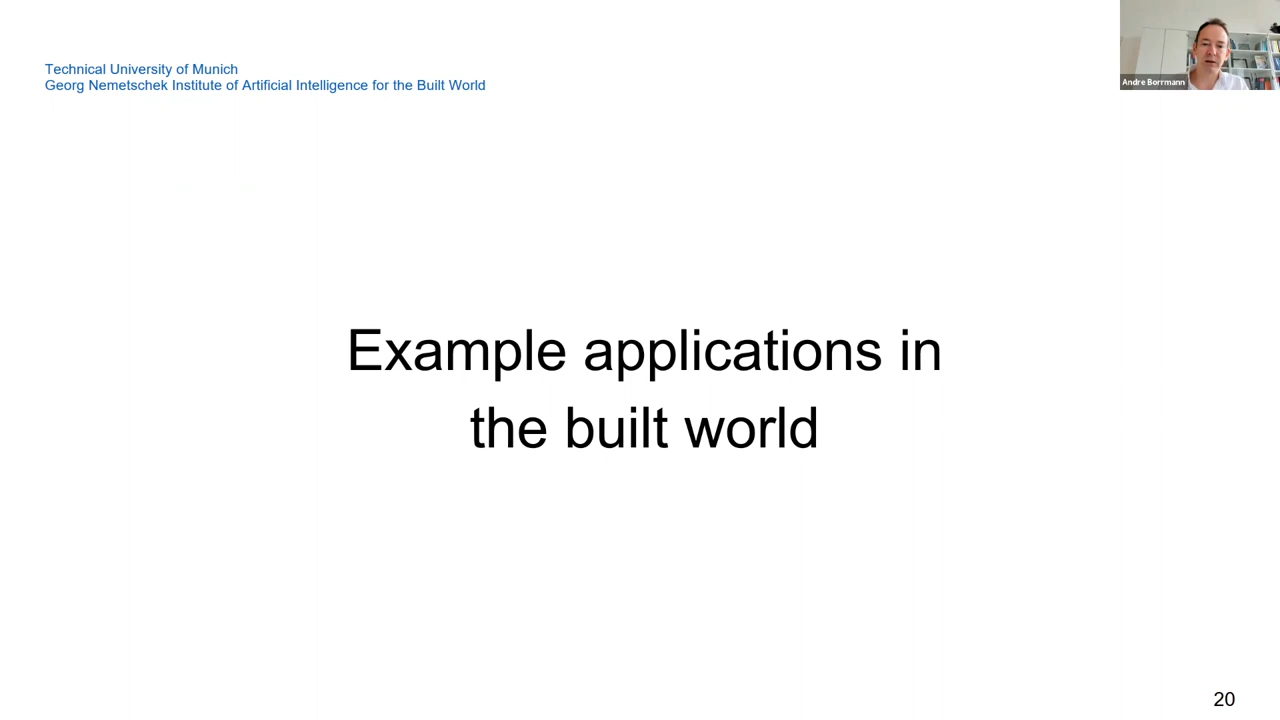 Technical University of Munich
Georg Nemetschek Institute of Artificial Intelligence for the Built World
Andre Borrmann
Example applications in
the built world
20